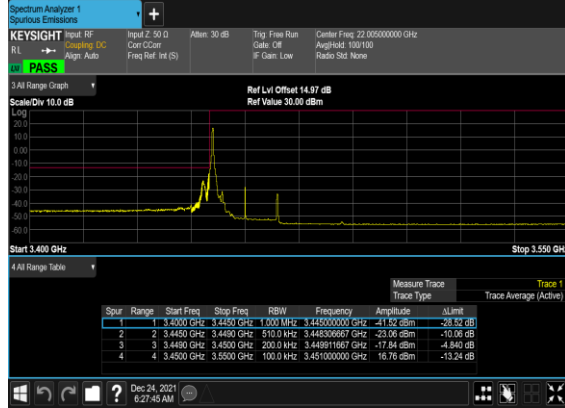 Spectrum Analyzer 1
Spurious Emissions
+
KEYSIGHT Input: RF Input Z: 50 Ω Atten: 30 dB Trig: Free Run Center Freq: 22.005000000 GHz
RL Coupling: DC Corr CCorr Gate: Off Avg|Hold: 100/100
Align: Auto Freq Ref: Int (S) IF Gain: Low Radio Std: None
PASS
3 All Range Graph
Ref Lvl Offset 14.97 dB
Scale/Div 10.0 dB Ref Value 30.00 dBm
Log
20.0
10.0
0.00
-10.0
-20.0
-30.0
-40.0
-50.0
-60.0
Start 3.400 GHz Stop 3.550 GH
4 All Range Table
Measure Trace Trace 1
Trace Type Trace Average (Active)
Spur Range Start Freq Stop Freq RBW Frequency Amplitude ΔLimit
1 1 3.4000 GHz 3.4450 GHz 1.000 MHz 3.445000000 GHz -41.52 dBm -28.52 dB
2 2 3.4450 GHz 3.4490 GHz 510.0 kHz 3.448306667 GHz -23.06 dBm -10.06 dB
3 3 3.4490 GHz 3.4500 GHz 200.0 kHz 3.449911667 GHz -17.84 dBm -4.840 dB
4 4 3.4500 GHz 3.5500 GHz 100.0 kHz 3.451000000 GHz 16.76 dBm -13.24 dB
? Dec 24, 2021
6:27:45 AM